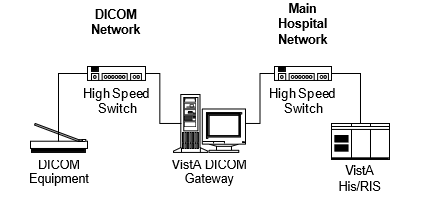 DICOM
Network
Main
Hospital
Network
High Speed
Switch
High Speed
Switch
DICOM
Equipment
VistA DICOM
Gateway
VistA
His/RIS